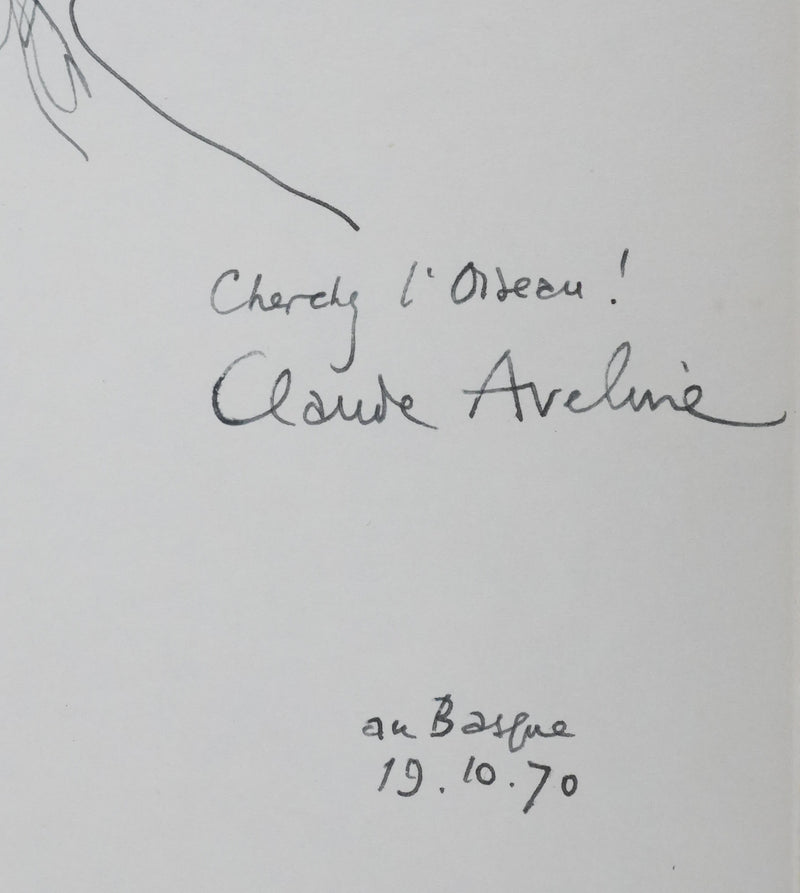 Cherchez l'Oiseau !
Claude Aveline
au Basque
19.10.70